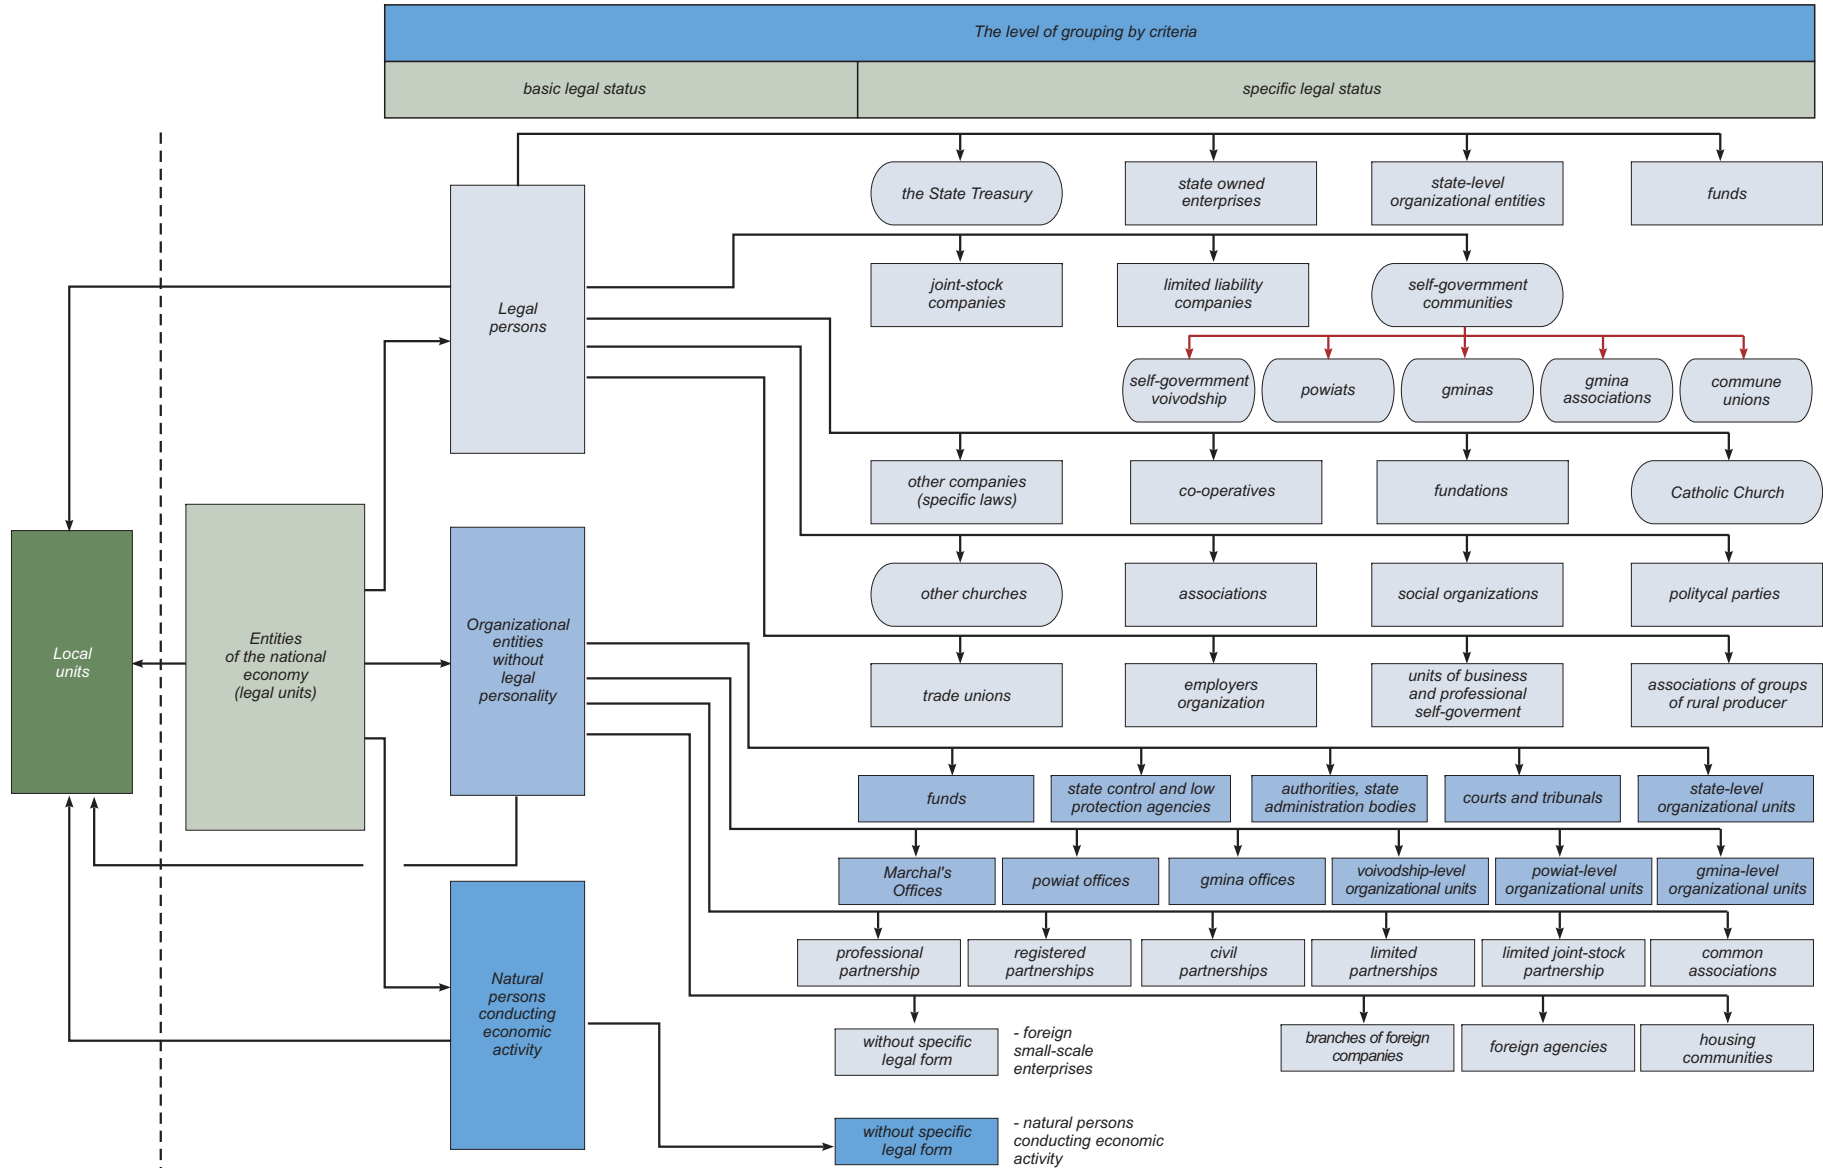 The level of grouping by criteria
basic legal status
specific legal status
the State Treasury
state owned
enterprises
state-level
organizational entities
funds
Legal
persons
joint-stock
companies
limited liability
companies
self-govermment
communities
self-govermment
voivodship
powiats
gminas
gmina
associations
commune
unions
other companies
(specific laws)
co-operatives
fundations
Catholic Church
other churches
associations
social organizations
politycal parties
Local
units
Entities
of the national
economy
(legal units)
Organizational
entities
without
legal
personality
trade unions
employers
organization
units of business
and professional
self-goverment
associations of groups
of rural producer
funds
state control and low
protection agencies
authorities, state
administration bodies
courts and tribunals
state-level
organizational units
Marchal's
Offices
powiat offices
gmina offices
voivodship-level
organizational units
powiat-level
organizational units
gmina-level
organizational units
professional
partnership
registered
partnerships
civil
partnerships
limited
partnerships
limited joint-stock
partnership
common
associations
Natural
persons
conducting
economic
activity
without specific
legal form
- foreign
small-scale
enterprises
branches of foreign
companies
foreign agencies
housing
communities
without specific
legal form
- natural persons
conducting economic
activity